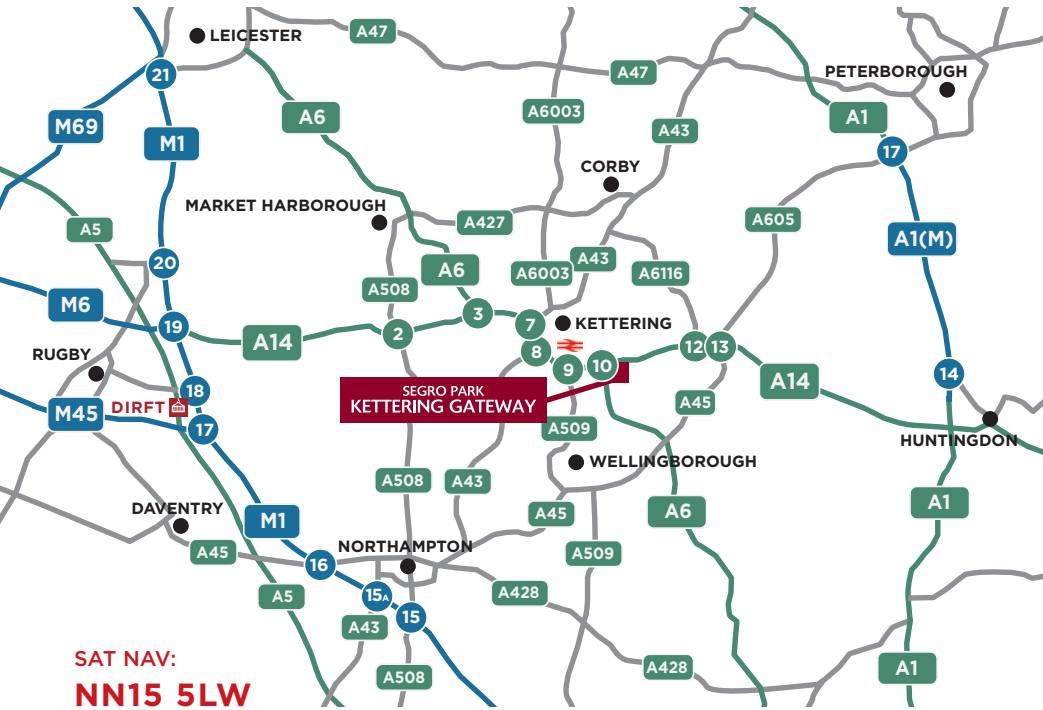 LEICESTER
A47
A47
PETERBOROUGH
21
M69
M1
A6
A6003
A43
A1
17
CORBY
MARKET HARBOROUGH
A427
A605
A5
A1(M)
20
A6
A6003
A43
A6116
A508
M6
19
A14
2
3
7
KETTERING
8
9
10
12
13
RUGBY
18
DIRFT
M45
17
SEGRO PARK
KETTERING GATEWAY
A14
14
A45
A509
HUNTINGDON
WELLINGBOROUGH
A508
A43
DAVENTRY
M1
A45
A6
A1
A45
NORTHAMPTON
A509
16
A5
15A
15
A428
A43
A508
A428
A1
SAT NAV:
NN15 5LW